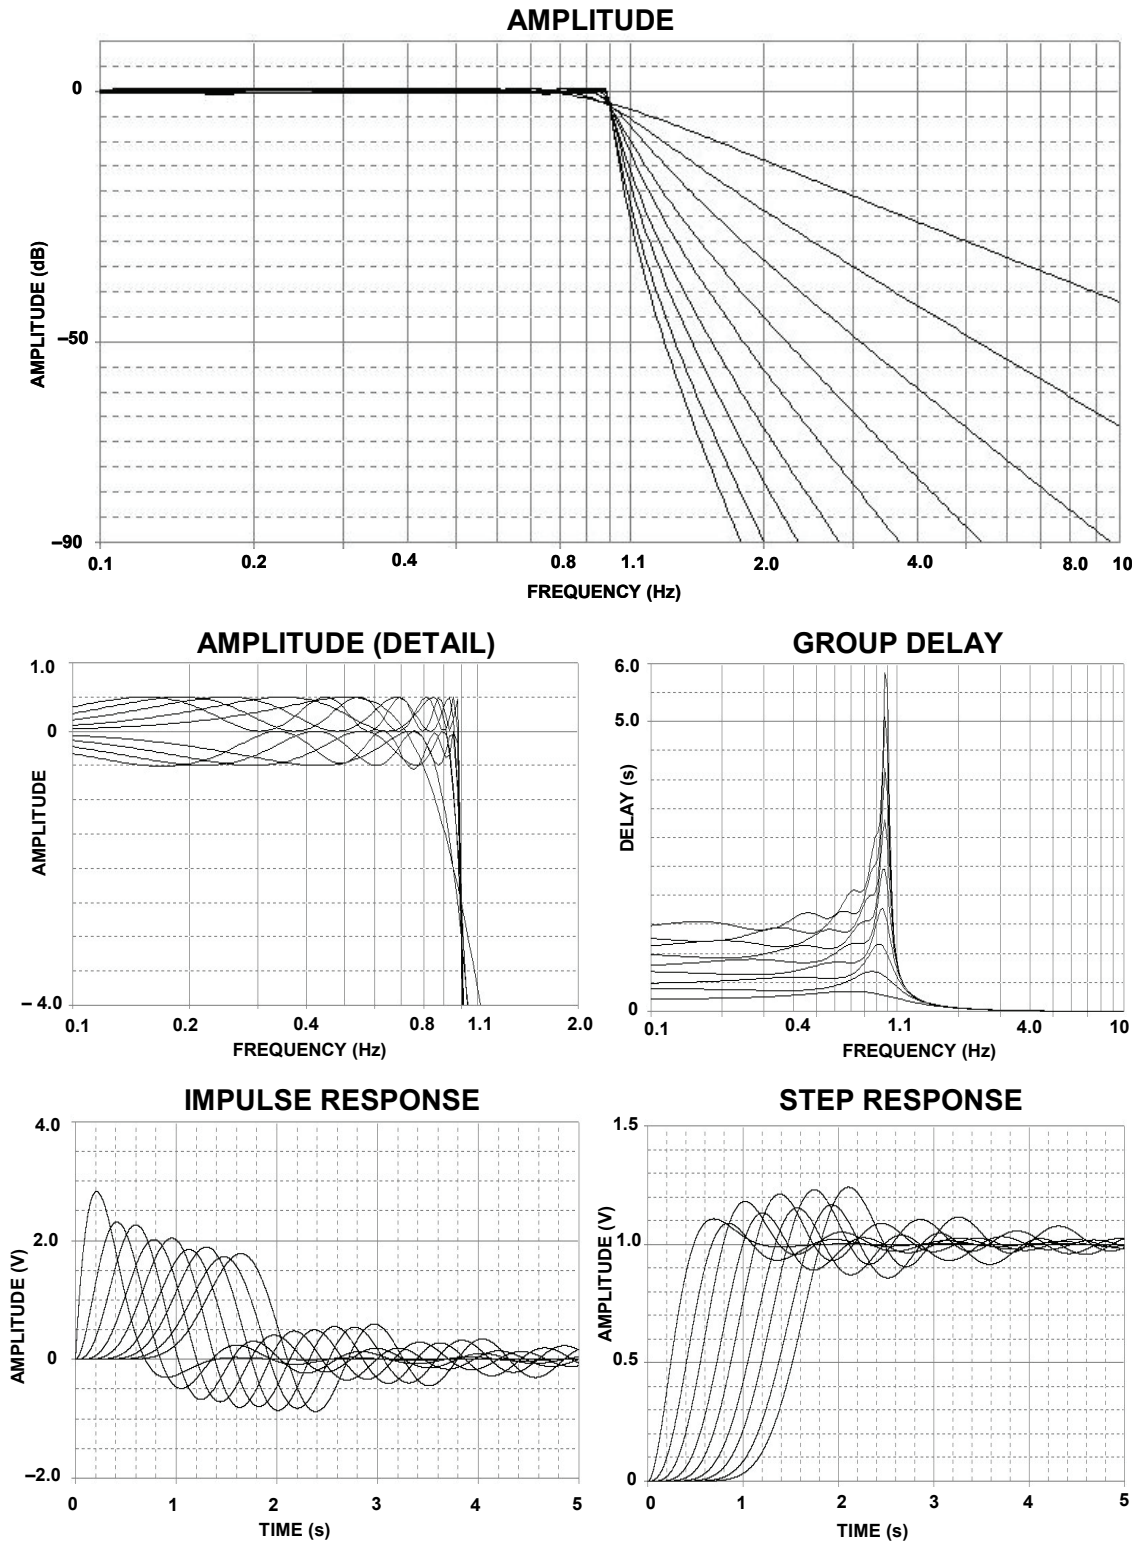 AMPLITUDE
0
–50
–90
AMPLITUDE (dB)
0.1 0.2 0.4 0.8 1.1 2.0 4.0 8.0 10
FREQUENCY (Hz)
AMPLITUDE (DETAIL)
1.0
0
– 4.0
AMPLITUDE
0.1 0.2 0.4 0.8 1.1 2.0
FREQUENCY (Hz)
GROUP DELAY
6.0
5.0
0
DELAY (s)
0.1 0.4 1.1 4.0 10
FREQUENCY (Hz)
IMPULSE RESPONSE
4.0
2.0
0
–2.0
AMPLITUDE (V)
0 1 2 3 4 5
TIME (s)
STEP RESPONSE
1.5
1.0
0.5
0
AMPLITUDE (V)
0 1 2 3 4 5
TIME (s)